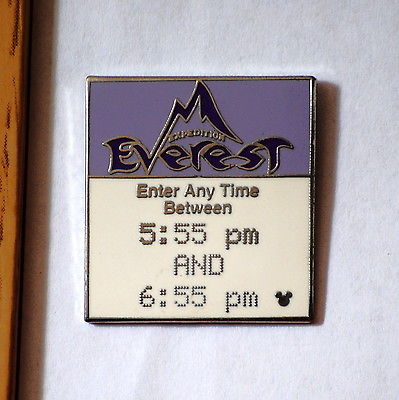 EXPEDITION
EVEREST
Enter Any Time
Between
5:55 pm
AND
6:55 pm